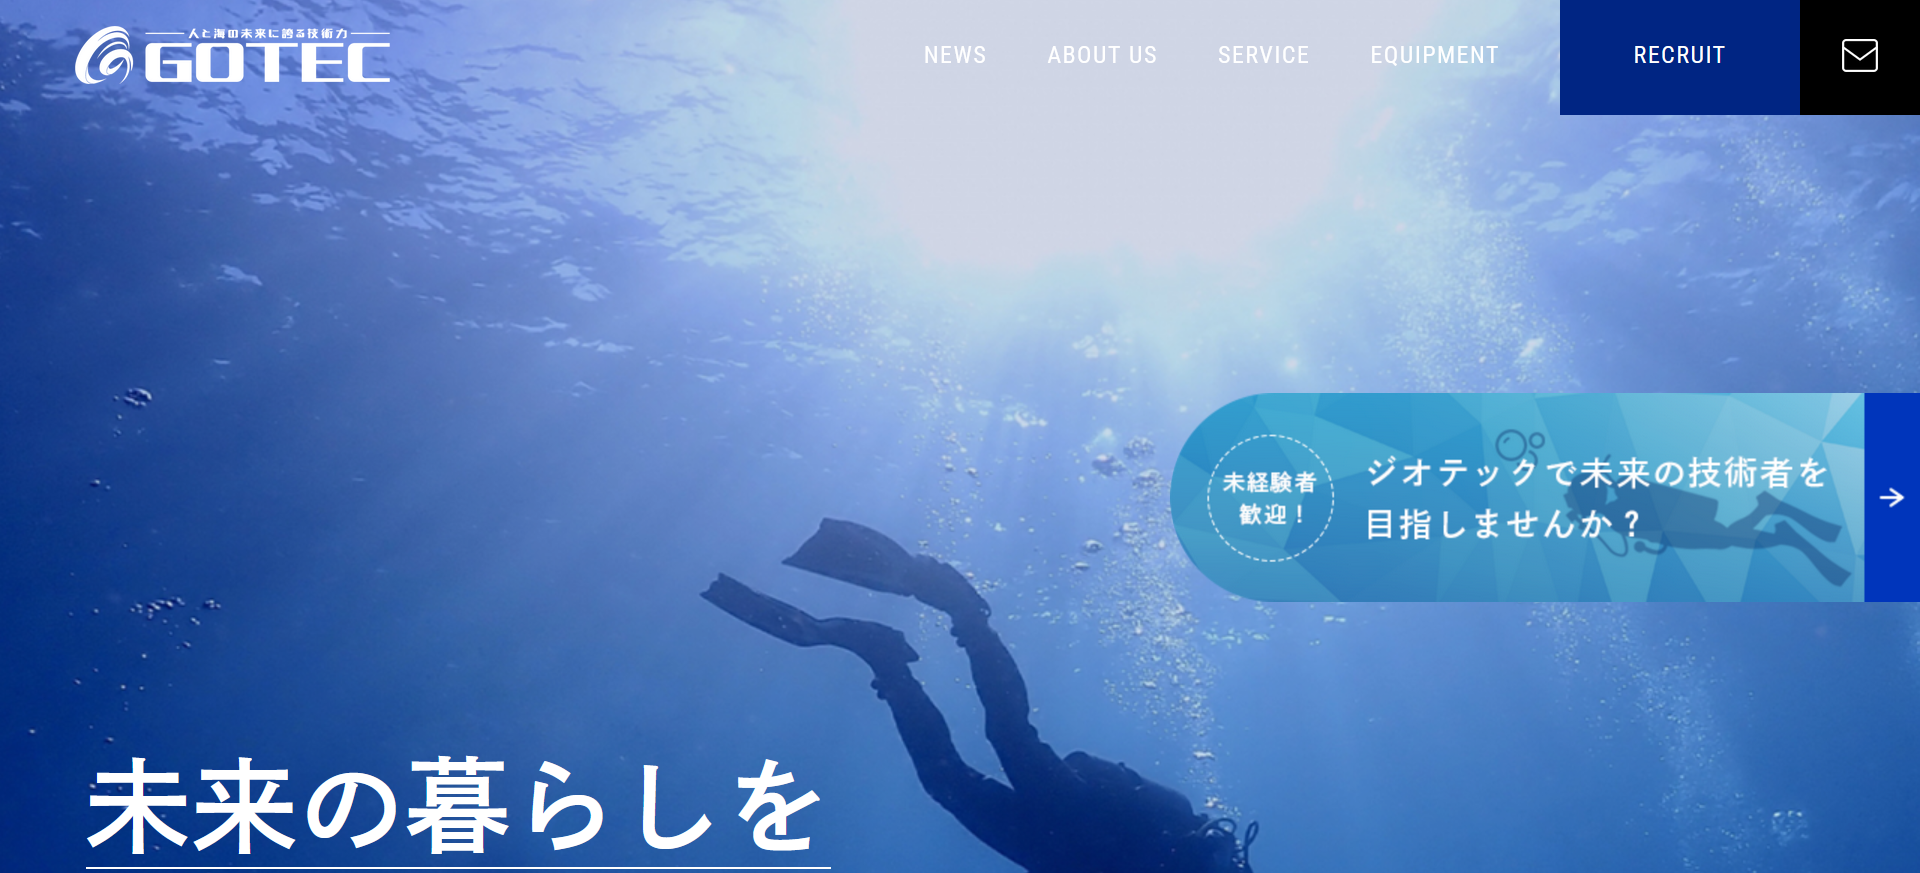 人と海の未来に誇る技術力
GOTEC
NEWS
ABOUT US
SERVICE
EQUIPMENT
RECRUIT
未経験者
歓迎！
ジオテックで未来の技術者を
目指しませんか？
未来の暮らしを